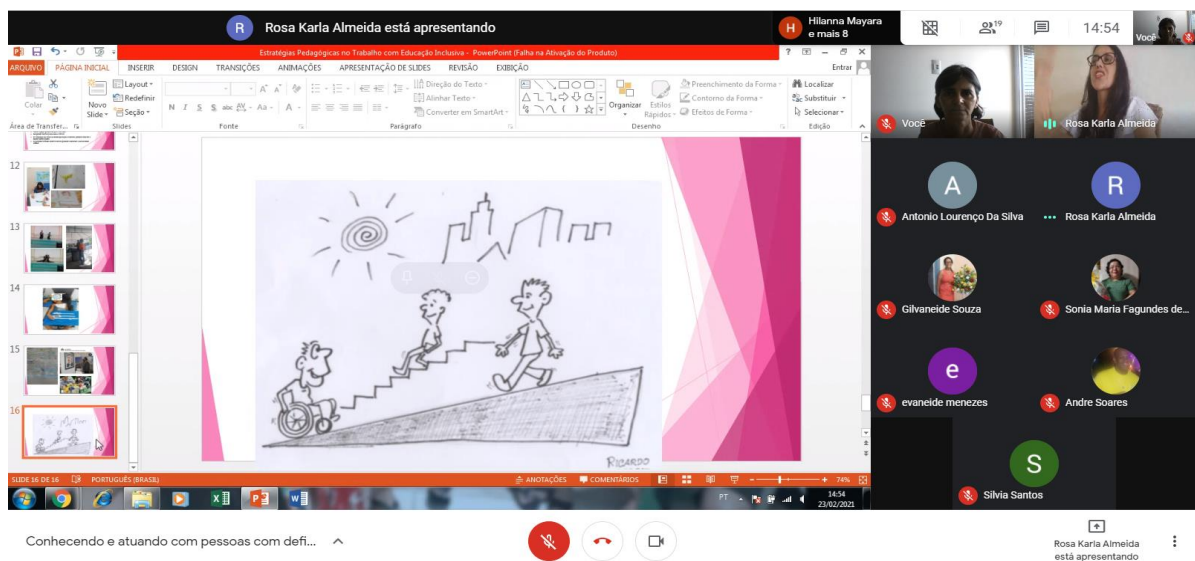 R Rosa Karla Almeida está apresentando
H Hilanna Mayara
e mais 8
19
14:54
Você
Estratégias Pedagógicas no Trabalho com Educação Inclusiva - PowerPoint (Falha na Ativação do Produto)
ARQUIVO PÁGINA INICIAL INSERIR DESIGN TRANSIÇÕES ANIMAÇÕES APRESENTAÇÃO DE SLIDES REVISÃO EXIBIÇÃO Entrar
Colar
Novo
Slide
Layout
Redefinir
Seção
N I S S abc AV Aa A
Direção do Texto
Alinhar Texto
Converter em SmartArt
Organizar
Estilos
Rápidos
Preenchimento da Forma
Contorno da Forma
Efeitos de Forma
Localizar
Substituir
Selecionar
Área de Transfer... Slides Fonte Parágrafo Desenho Edição
12
13
14
15
16
RICARDO
SLIDE 16 DE 16 PORTUGUÊS (BRASIL) ANOTAÇÕES COMENTÁRIOS 74%
PT 14:54
23/02/2021
Você
Rosa Karla Almeida
A
Antonio Lourenço Da Silva
R
Rosa Karla Almeida
Gilvaneide Souza
Sonia Maria Fagundes de...
e
evaneide menezes
Andre Soares
S
Silvia Santos
Conhecendo e atuando com pessoas com defi...
Rosa Karla Almeida
está apresentando